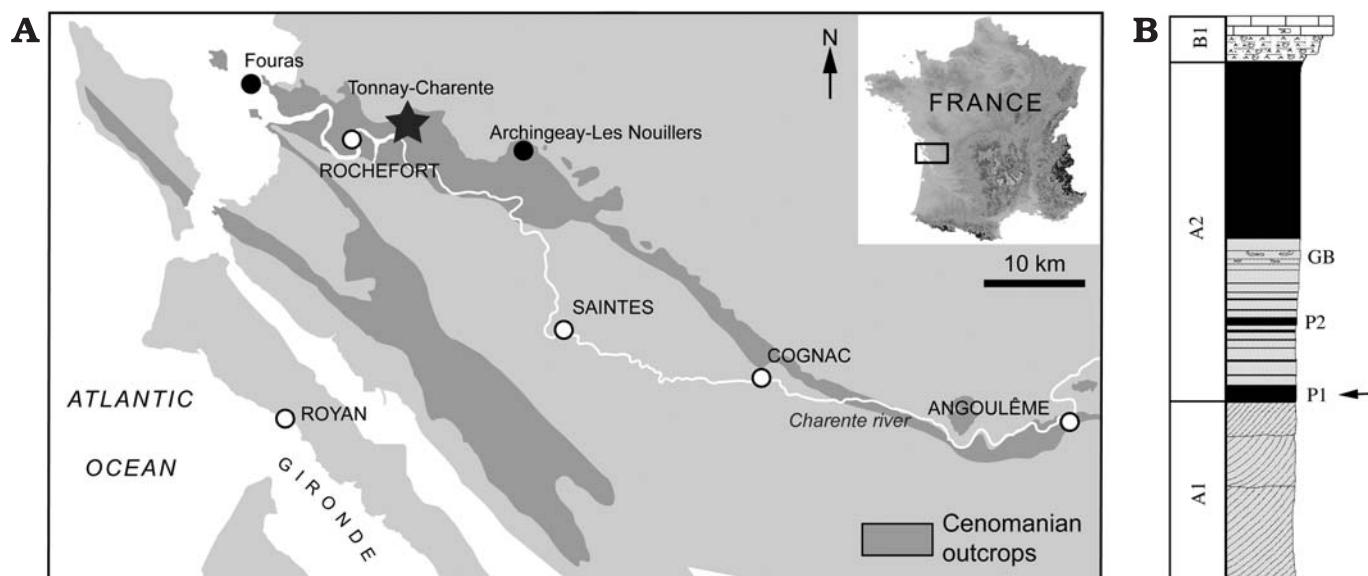 A
Fouras
Tonnay-Charente
Archingeay-Les Nouillers
ROCHEFORT
N
FRANCE
10 km
SAINTES
COGNAC
ANGOULÊME
Charente river
ATLANTIC
OCEAN
ROYAN
GIRONDE
Cenomanian
outcrops
B
B1
A2
GB
P2
P1
A1